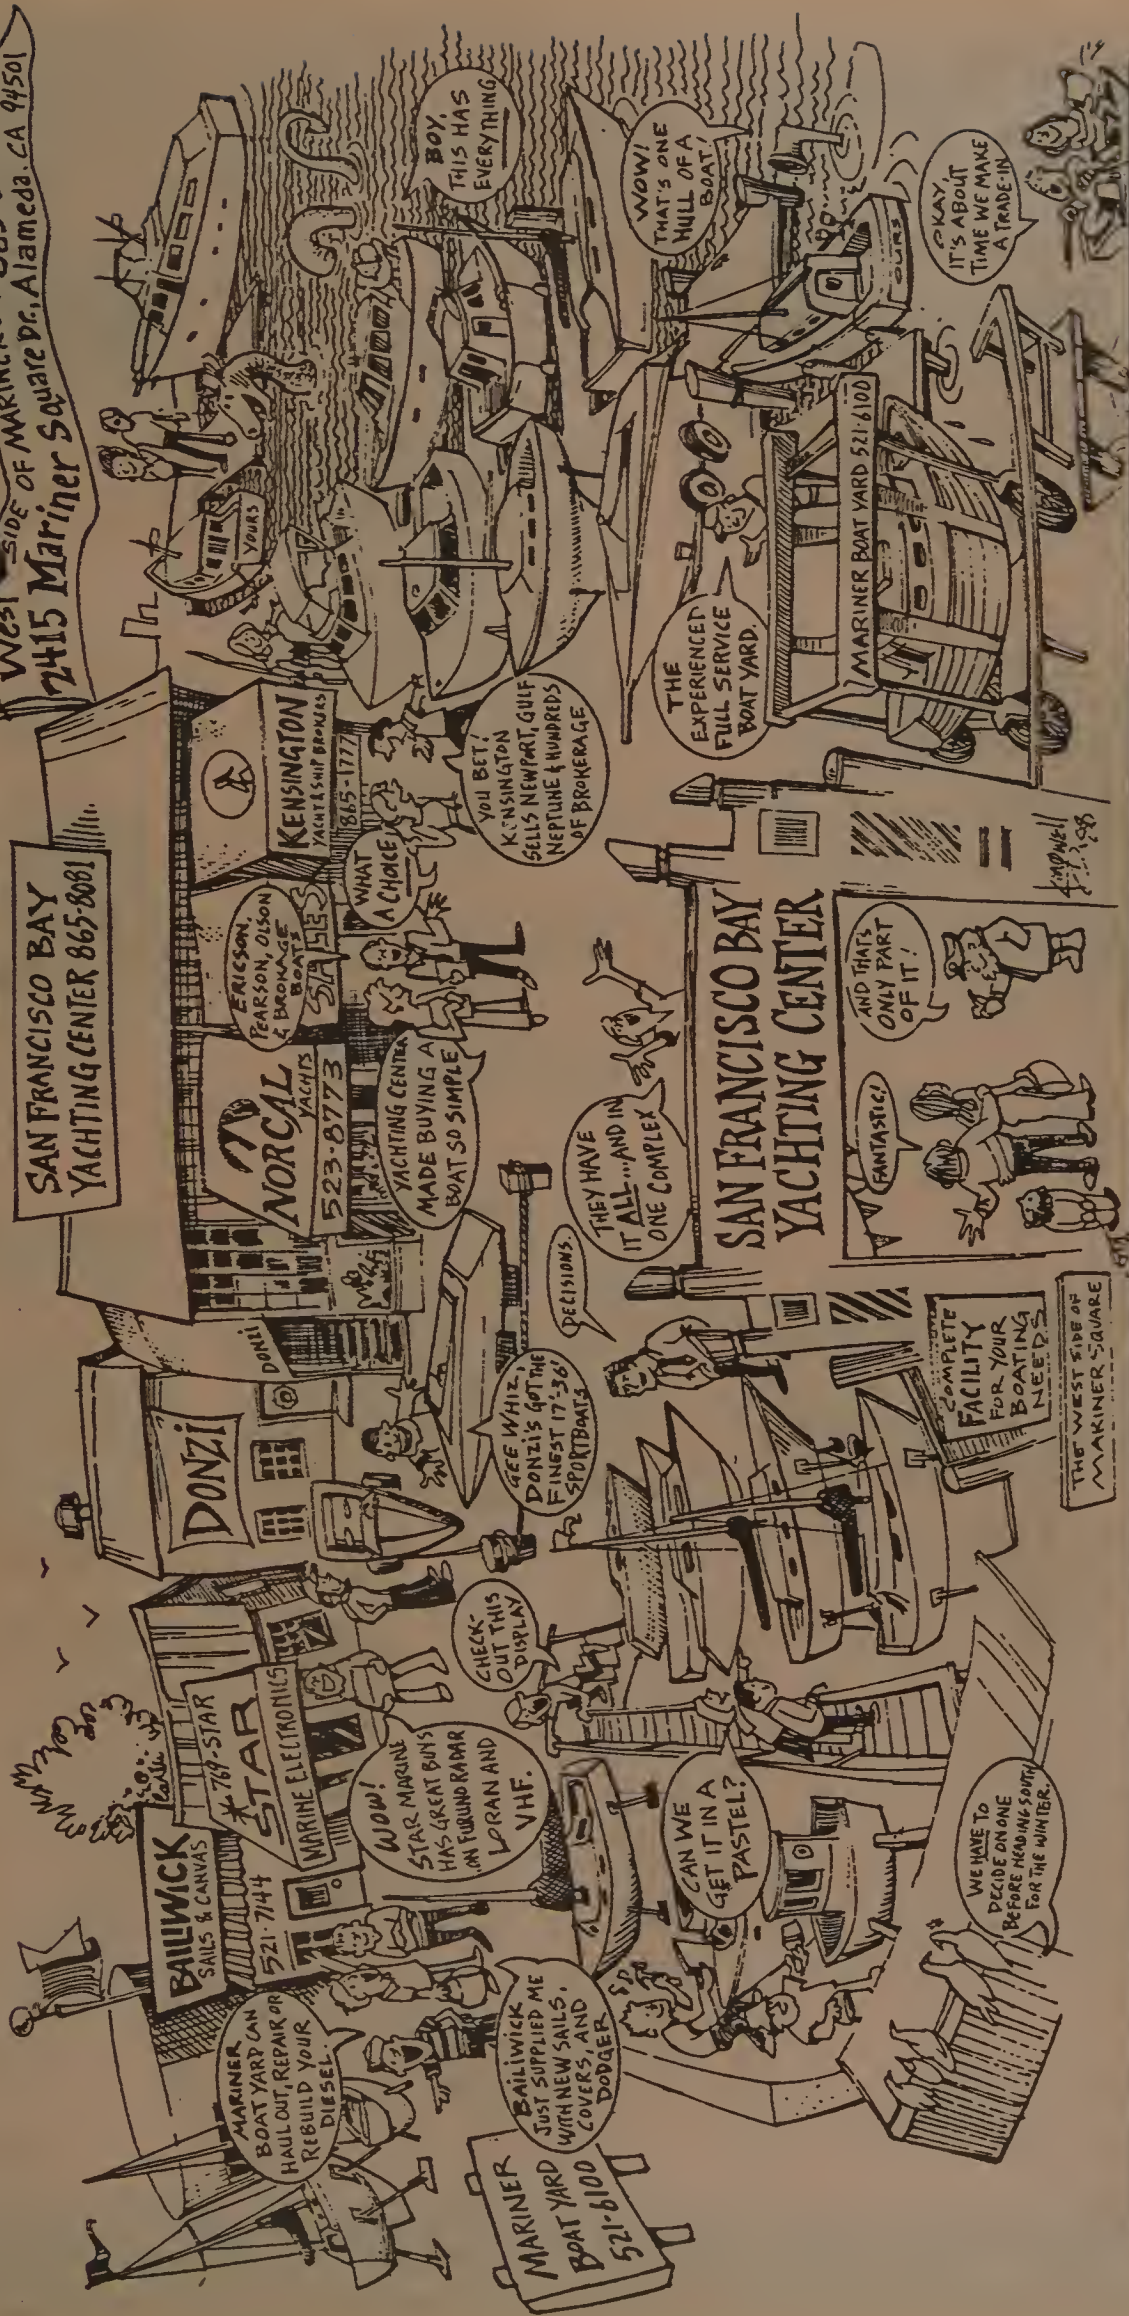 WEST SIDE OF MARINER
2415 Mariner Square Dr., Alameda, CA 94501
SAN FRANCISCO BAY
YACHTING CENTER 865-8081
BAILIWICK
SAILS & CANVAS
521-7144
769-STAR
STAR
MARINE ELECTRONICS
DONZI
DONZI
NORCAL
YACHTS
523-8773
ERICSON,
PEARSON, OLSON
& BROKAGE
BOATS
SALES
KENSINGTON
YACHT & SHIP BROKERS
865-1777
YOURS
MARINER
BOAT YARD CAN
HAUL OUT, REPAIR OR
REBUILD YOUR
DIESEL.
WOW!
STAR MARINE
HAS GREAT BUYS
..ON FURUNO RADAR
LORAN AND
VHF.
YACHTING CENTER
MADE BUYING A
BOAT SO SIMPLE
WHAT
A CHOICE
BOY,
THIS HAS
EVERYTHING
MARINER
BOAT YARD
521-6100
BAILIWICK
JUST SUPPLIED ME
WITH NEW SAILS,
COVERS, AND
DODGER
CHECK-
OUT THIS
DISPLAY
GEE WHIZ,
DONZI'S GOT THE
FINEST 17'-36'
SPORTBOATS
YOU BET!
KENSINGTON
SELLS NEWPORT, GULF
NEPTUNE & HUNDREDS
OF BROKERAGE
DECISIONS.
THEY HAVE
IT ALL...AND IN
ONE COMPLEX
WOW!
THAT'S ONE
HULL OF A
BOAT!
CAN WE
GET IT IN A
PASTEL?
THE
EXPERIENCED
FULL SERVICE
BOAT YARD.
SAN FRANCISCO BAY
YACHTING CENTER
MARINER BOAT YARD 521-6100
OURS
FANTASTIC!
AND THATS
ONLY PART
OF IT!
OKAY,
IT'S ABOUT
TIME WE MAKE
A TRADE-IN
COMPLETE
FACILITY
FOR YOUR
BOATING
NEEDS
WE HAVE TO
DECIDE ON ONE
BEFORE HEADING SOUTH
FOR THE WINTER.
THE WEST SIDE OF
MARINER SQUARE